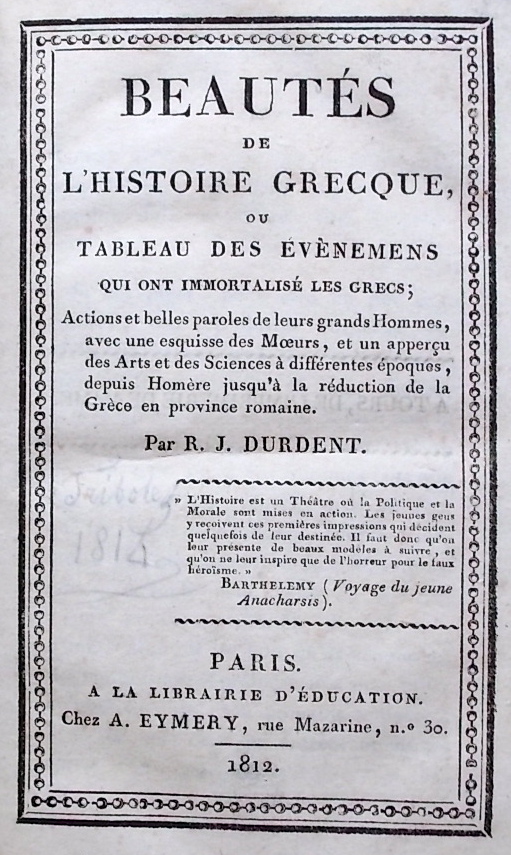 BEAUTÉS
DE
L'HISTOIRE GRECQUE,
OU
TABLEAU DES ÉVÈNEMENS
QUI ONT IMMORTALISÉ LES GRECS;
Actions et belles paroles de leurs grands Hommes,
avec une esquisse des Mœurs, et un apperçu
des Arts et des Sciences à différentes époques,
depuis Homère jusqu'à la réduction de la
Grèce en province romaine.
Par R. J. DURDENT.
» L'Histoire est un Théâtre où la Politique et la
Morale sont mises en action. Les jeunes gens
y reçoivent ces premières impressions qui décident
quelquefois de leur destinée. Il faut donc qu'on
leur présente de beaux modèles à suivre, et
qu'on ne leur inspire que de l'horreur pour le faux
héroïsme. »
BARTHELEMY (Voyage du jeune
Anacharsis).
1812
PARIS.
A LA LIBRAIRIE D'ÉDUCATION.
Chez A. EYMERY, rue Mazarine, n.o 30.
1812.